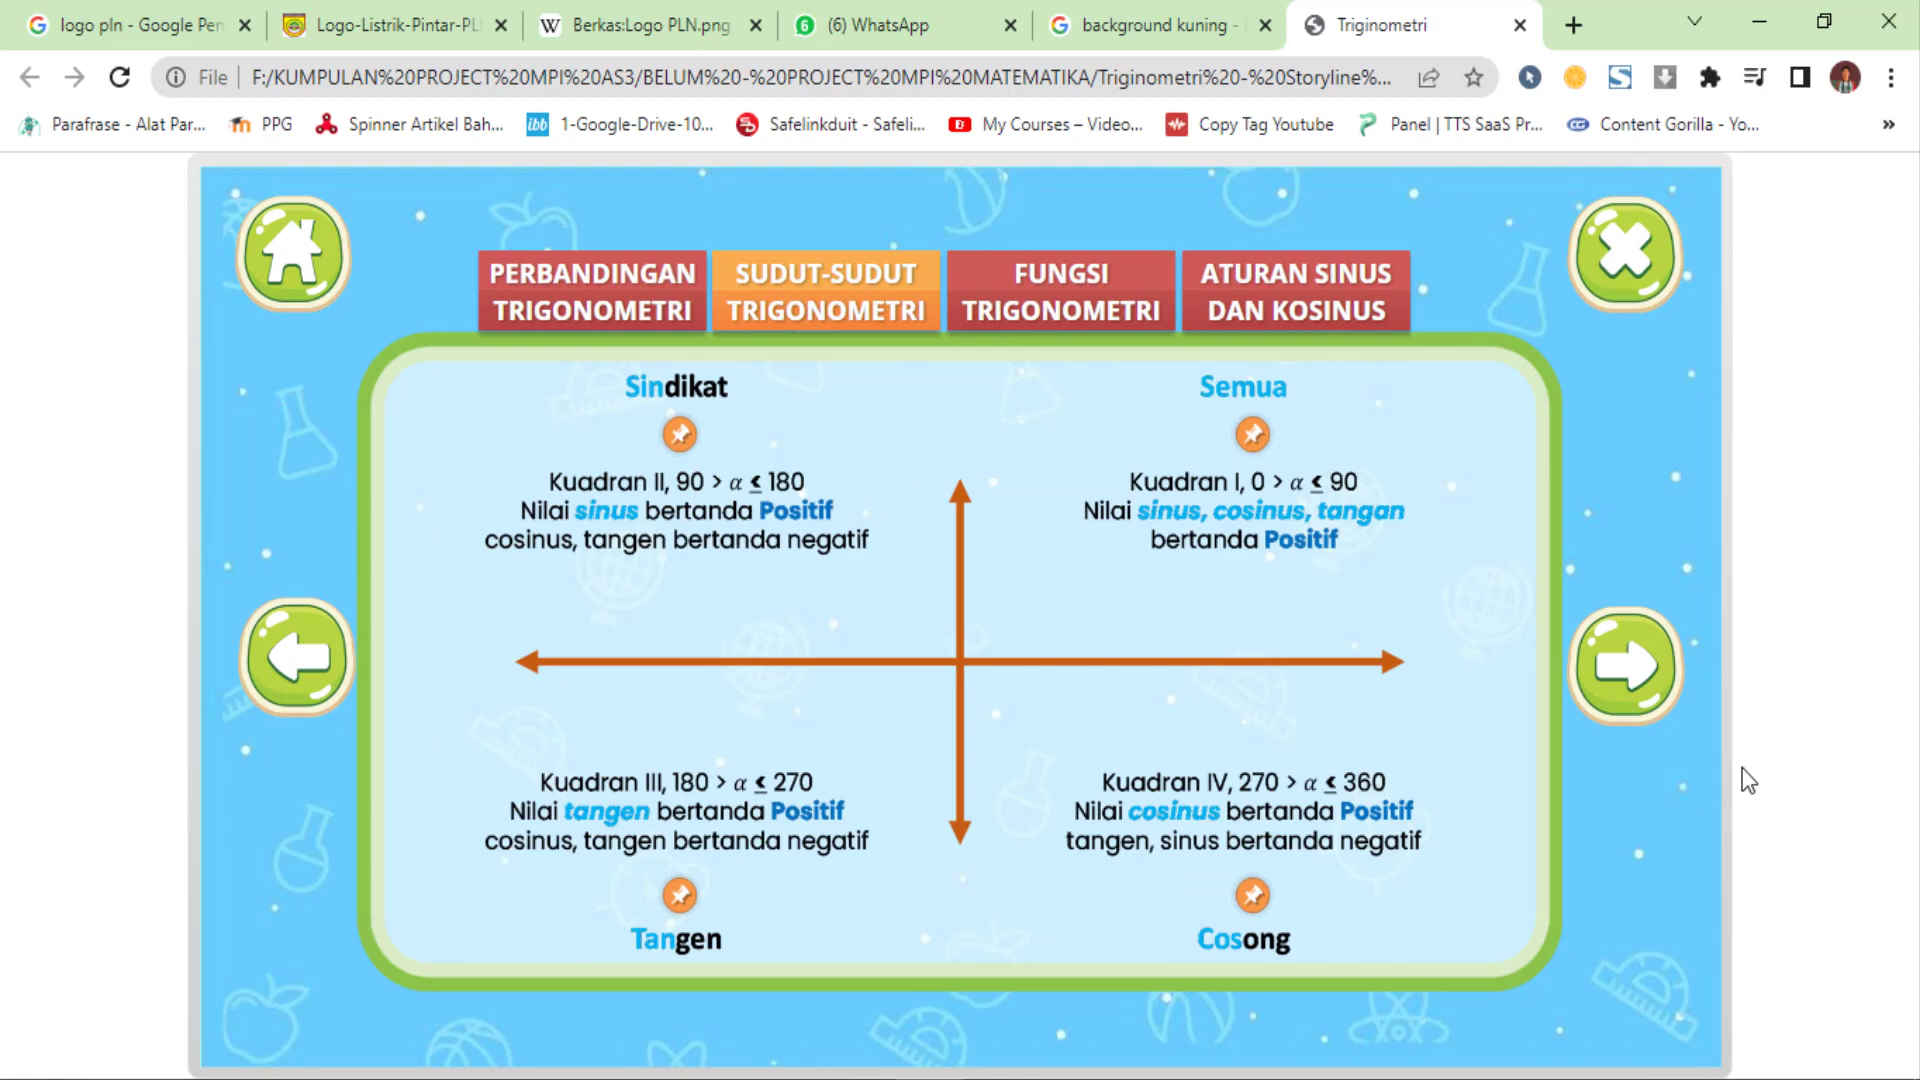 logo pln - Google Pen
Logo-Listrik-Pintar-PL
Berkas:Logo PLN.png
(6) WhatsApp
background kuning -
Triginometri
File
F:/KUMPULAN%20PROJECT%20MPI%20AS3/BELUM%20-%20PROJECT%20MPI%20MATEMATIKA/Triginometri%20-%20Storyline%...
Parafrase - Alat Par...
PPG
Spinner Artikel Bah...
ibb
1-Google-Drive-10...
Safelinkduit - Safeli...
My Courses – Video...
Copy Tag Youtube
Panel | TTS SaaS Pr...
Content Gorilla - Yo...
»
PERBANDINGAN
TRIGONOMETRI
SUDUT-SUDUT
TRIGONOMETRI
FUNGSI
TRIGONOMETRI
ATURAN SINUS
DAN KOSINUS
Sindikat
Kuadran II, 90 > α ≤ 180
Nilai sinus bertanda Positif
cosinus, tangen bertanda negatif
Semua
Kuadran I, 0 > α ≤ 90
Nilai sinus, cosinus, tangan
bertanda Positif
Kuadran III, 180 > α ≤ 270
Nilai tangen bertanda Positif
cosinus, tangen bertanda negatif
Tangen
Kuadran IV, 270 > α ≤ 360
Nilai cosinus bertanda Positif
tangen, sinus bertanda negatif
Cosong